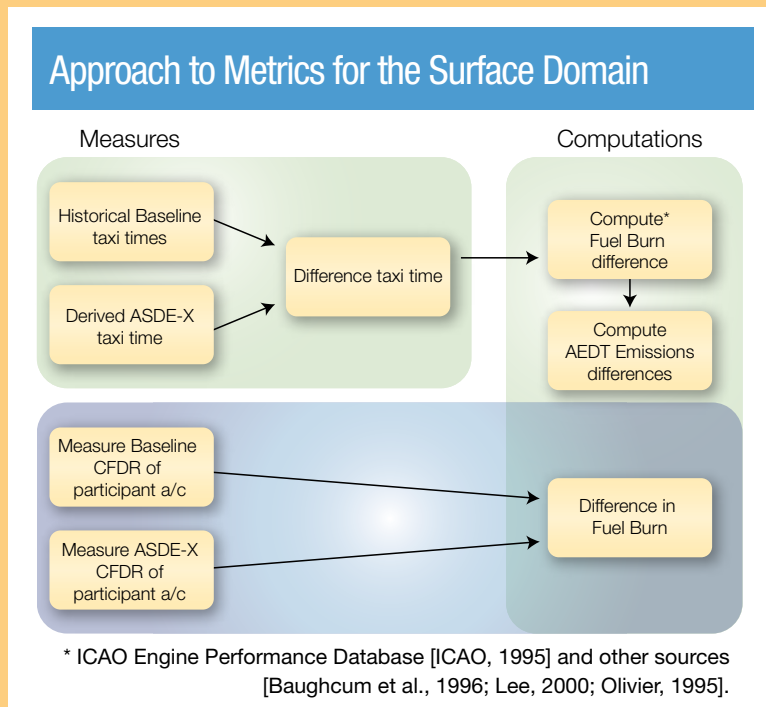 Approach to Metrics for the Surface Domain
Measures
Computations
Historical Baseline
taxi times
Derived ASDE-X
taxi time
Difference taxi time
Compute*
Fuel Burn
difference
Compute
AEDT Emissions
differences
Measure Baseline
CFDR of
participant a/c
Measure ASDE-X
CFDR of
participant a/c
Difference in
Fuel Burn
* ICAO Engine Performance Database [ICAO, 1995] and other sources
[Baughcum et al., 1996; Lee, 2000; Olivier, 1995].